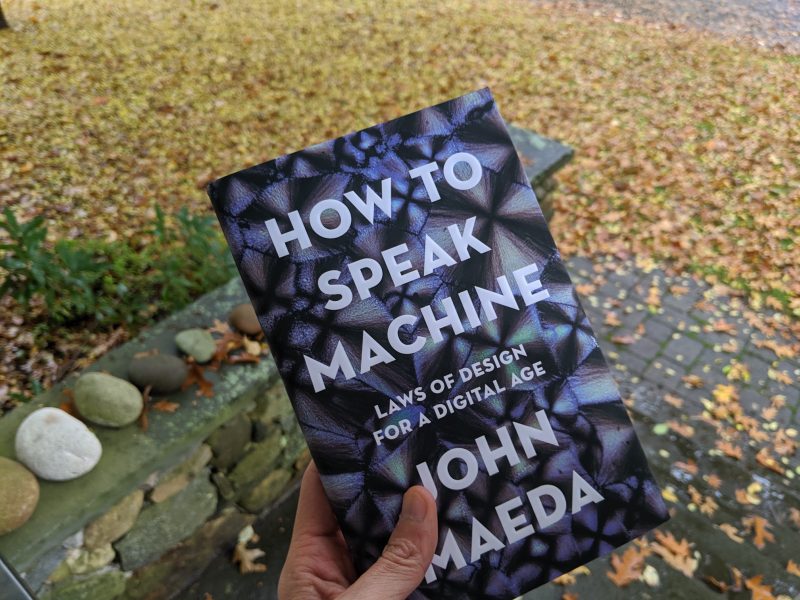 HOW TO
SPEAK
MACHINE
LAWS OF DESIGN
FOR A DIGITAL AGE
JOHN
MAEDA